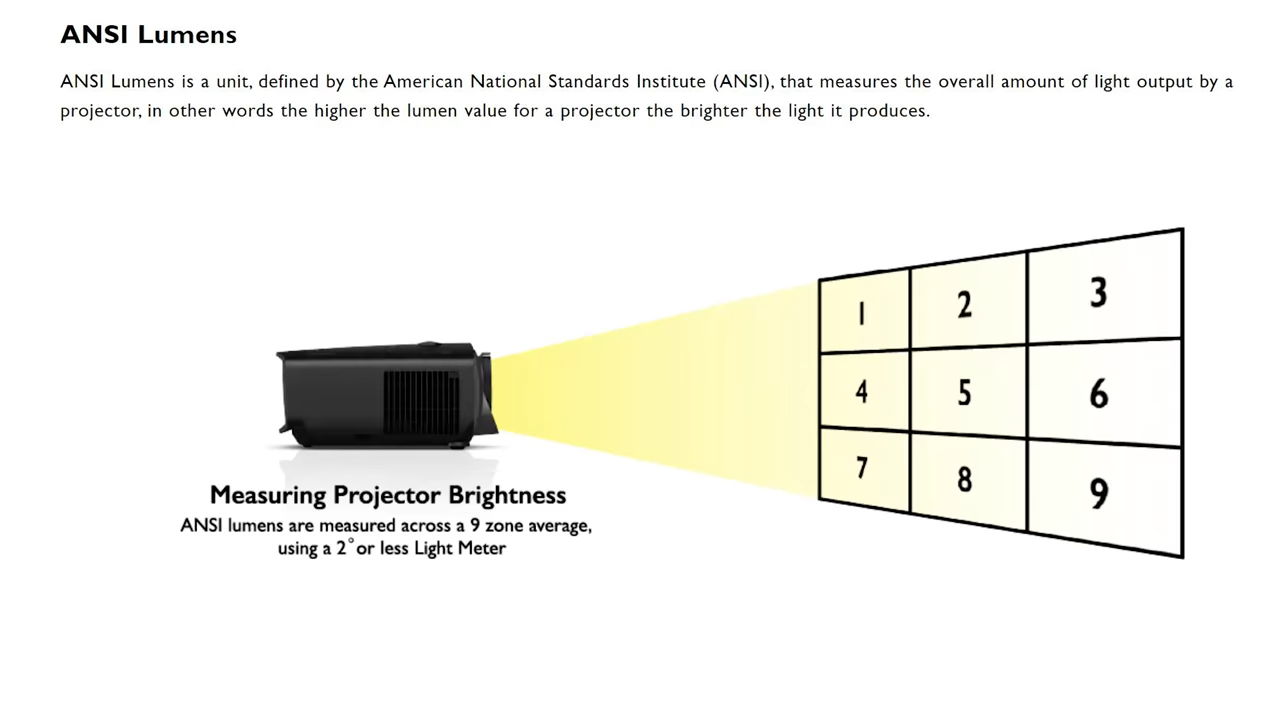 ANSI Lumens
ANSI Lumens is a unit, defined by the American National Standards Institute (ANSI), that measures the overall amount of light output by a
projector, in other words the higher the lumen value for a projector the brighter the light it produces.
1 2 3
4 5 6
7 8 9
Measuring Projector Brightness
ANSI lumens are measured across a 9 zone average,
using a 2° or less Light Meter